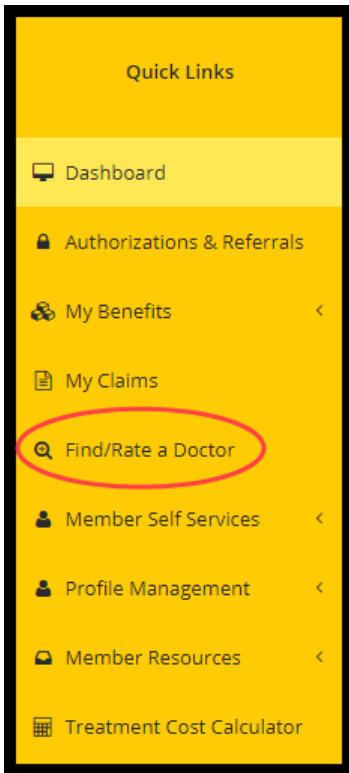 Quick Links
Dashboard
Authorizations & Referrals
My Benefits
My Claims
Find/Rate a Doctor
Member Self Services
Profile Management
Member Resources
Treatment Cost Calculator